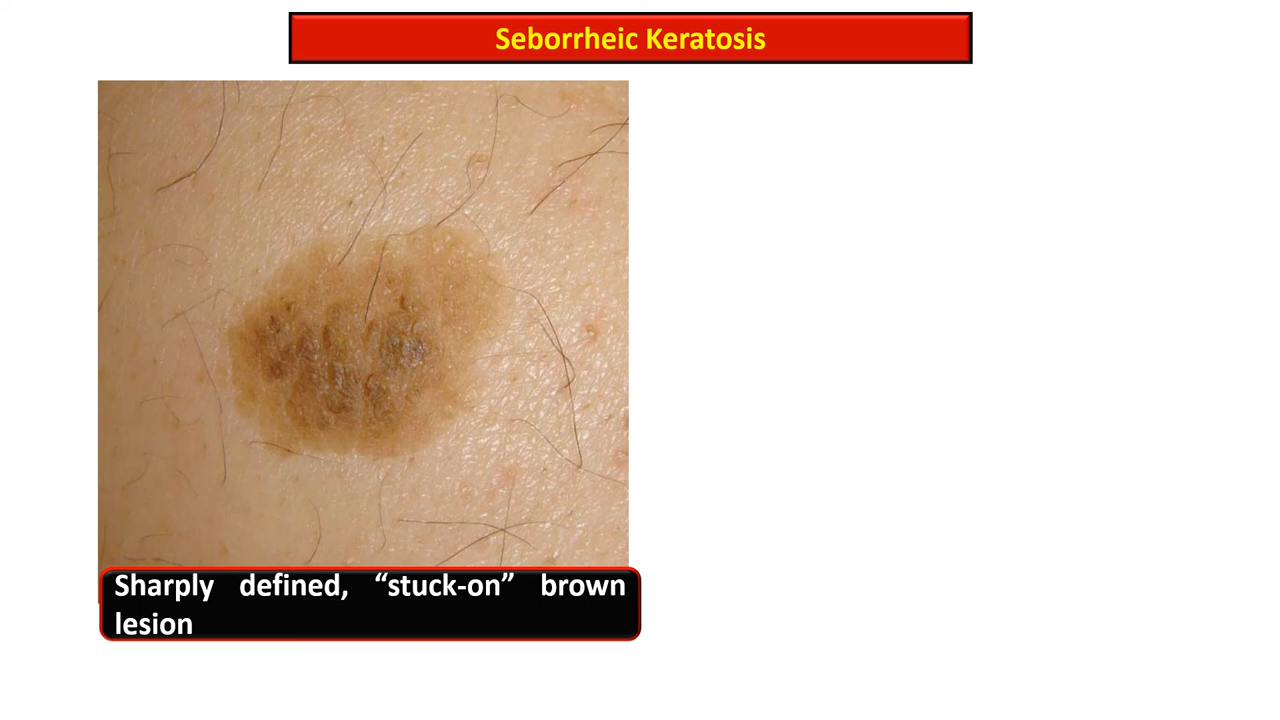 Seborrheic Keratosis
Sharply defined, “stuck-on” brown
lesion